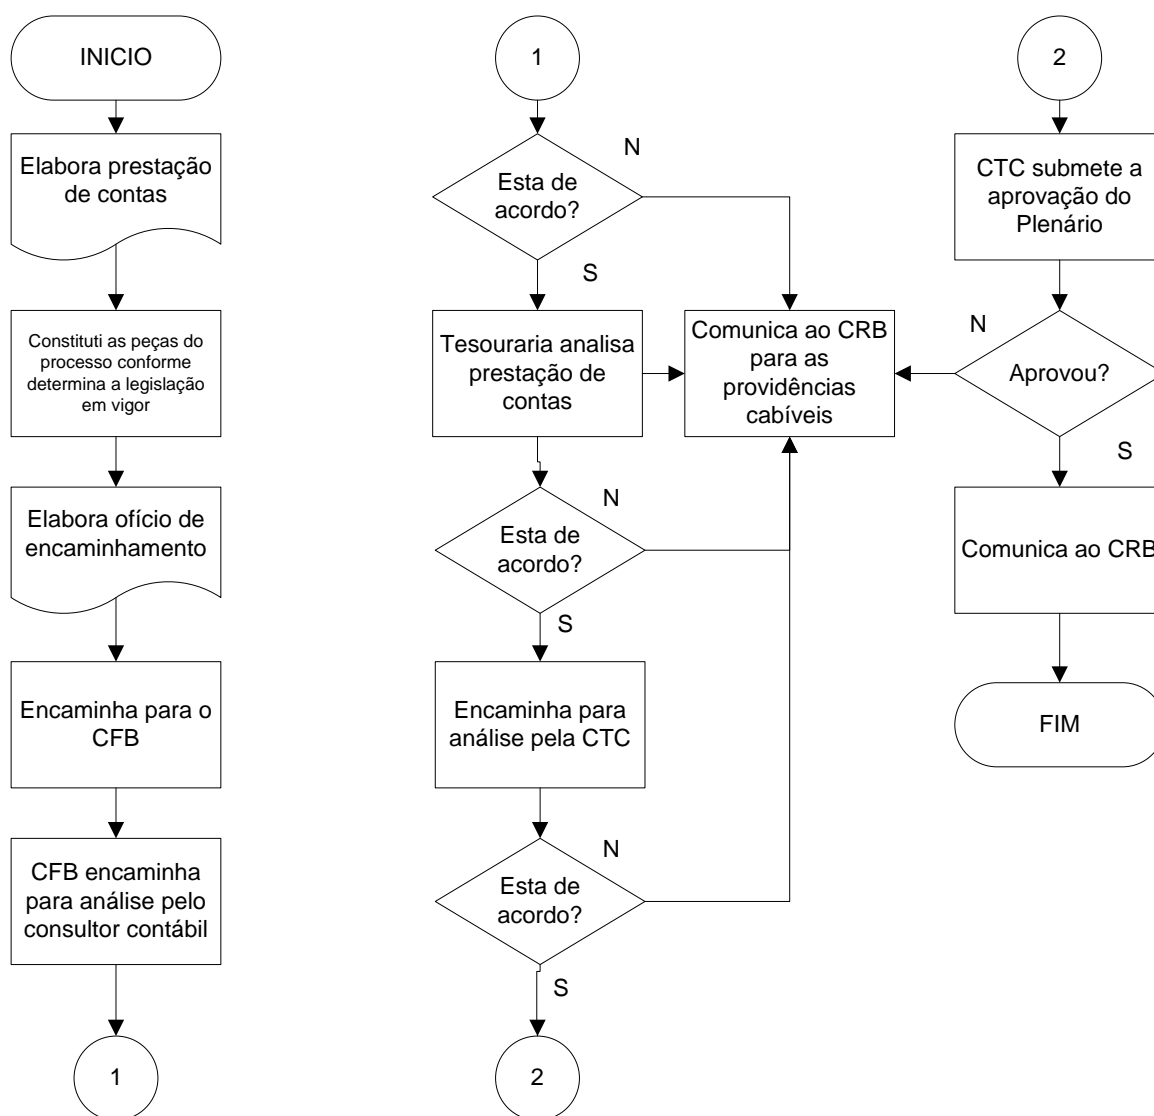 INICIO
Elabora prestação
de contas
Constituti as peças do
processo conforme
determina a legislação
em vigor
Elabora ofício de
encaminhamento
Encaminha para o
CFB
CFB encaminha
para análise pelo
consultor contábil
1
1
Esta de
acordo?
N
S
Tesouraria analisa
prestação de
contas
Comunica ao CRB
para as
providências
cabíveis
Esta de
acordo?
N
S
Encaminha para
análise pela CTC
Esta de
acordo?
N
S
2
2
CTC submete a
aprovação do
Plenário
N
Aprovou?
S
Comunica ao CRB
FIM